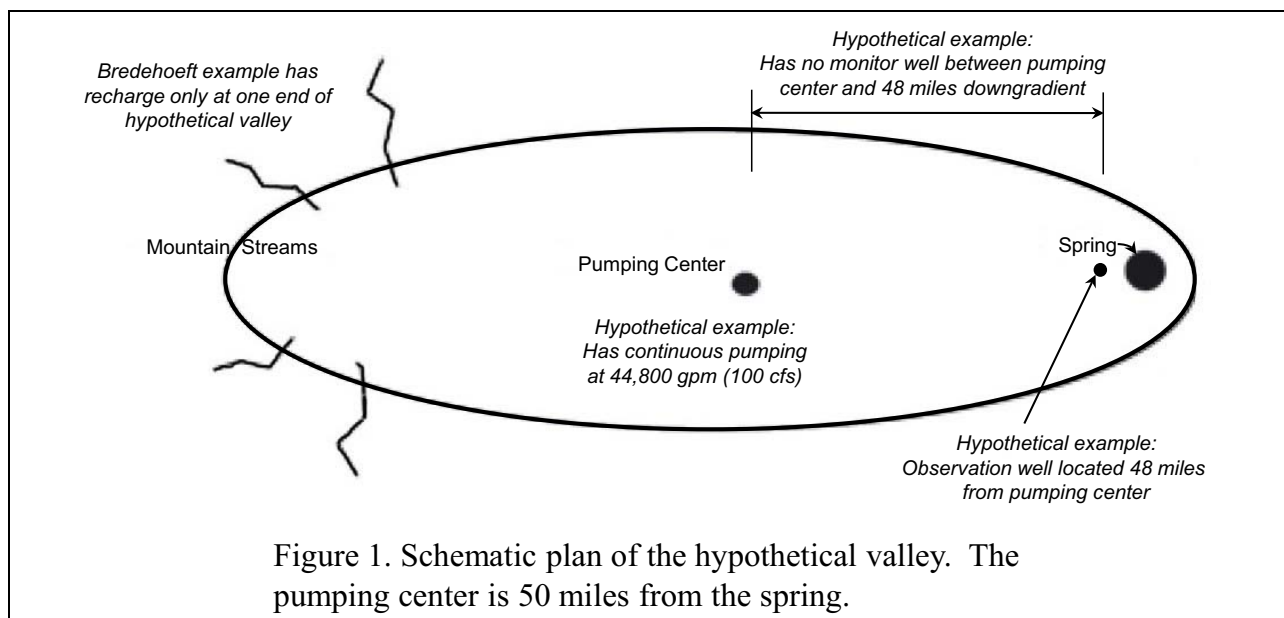 Bredehoeft example has
recharge only at one end of
hypothetical valley
Hypothetical example:
Has no monitor well between pumping
center and 48 miles downgradient
Mountain Streams
Pumping Center
Spring
Hypothetical example:
Has continuous pumping
at 44,800 gpm (100 cfs)
Hypothetical example:
Observation well located 48 miles
from pumping center
Figure 1. Schematic plan of the hypothetical valley. The
pumping center is 50 miles from the spring.